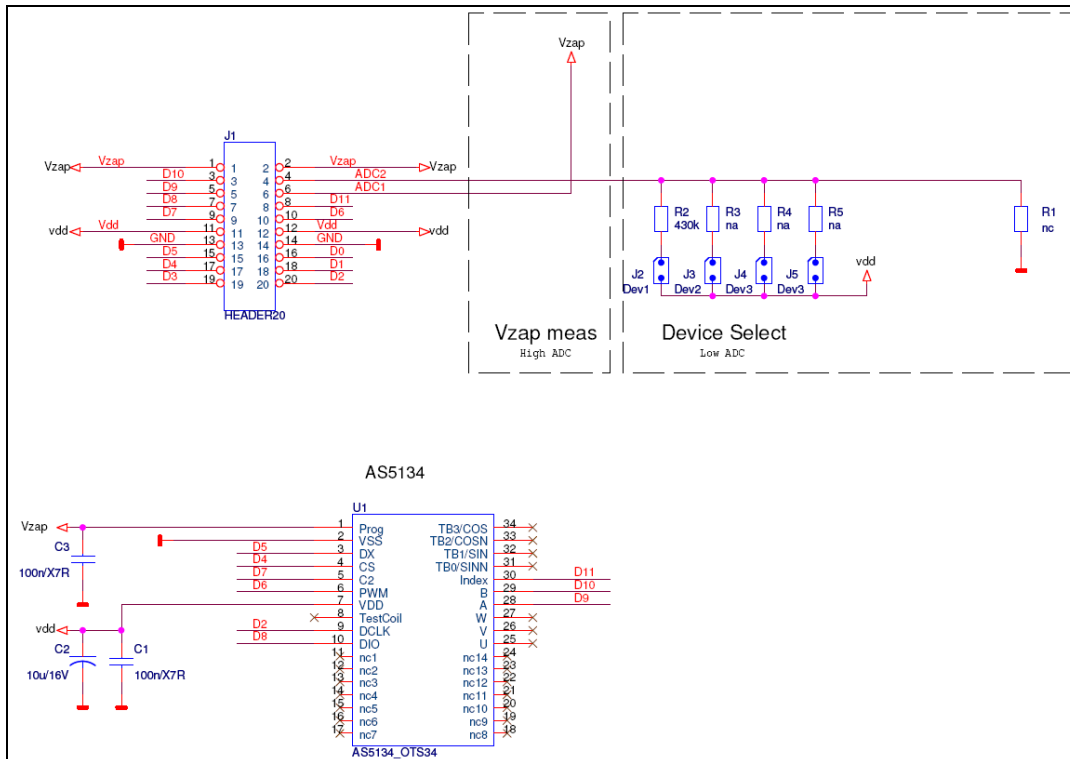 Vzap
J1
Vzap Vzap 1 1 2 2 Vzap Vzap
D10 3 3 4 4 ADC2
D9 5 5 6 6 ADC1
D8 7 7 8 8 D11
D7 9 9 10 10 D6
vdd Vdd 11 11 12 12 Vdd vdd
GND 13 13 14 14 GND
D5 15 15 16 16 D0
D4 17 17 18 18 D1
D3 19 19 20 20 D2
HEADER20
R2 R3 R4 R5 R1
430k na na na nc
vdd
J2 J3 J4 J5
Dev1 Dev2 Dev3 Dev3
Vzap meas Device Select
High ADC Low ADC
AS5134
U1
Vzap 1 Prog TB3/COS 34
2 VSS TB2/COSN 33
D5 3 DX TB1/SIN 32
D4 4 CS TB0/SINN 31
D7 5 C2 Index 30 D11
D6 6 PWM B 29 D10
7 VDD A 28 D9
8 TestCoil W 27
D2 9 DCLK V 26
D8 10 DIO U 25
11 nc1 nc14 24
12 nc2 nc13 23
13 nc3 nc12 22
14 nc4 nc11 21
15 nc5 nc10 20
16 nc6 nc9 19
17 nc7 nc8 18
AS5134_OTS34
C3
100n/X7R
vdd
C2 C1
10u/16V 100n/X7R